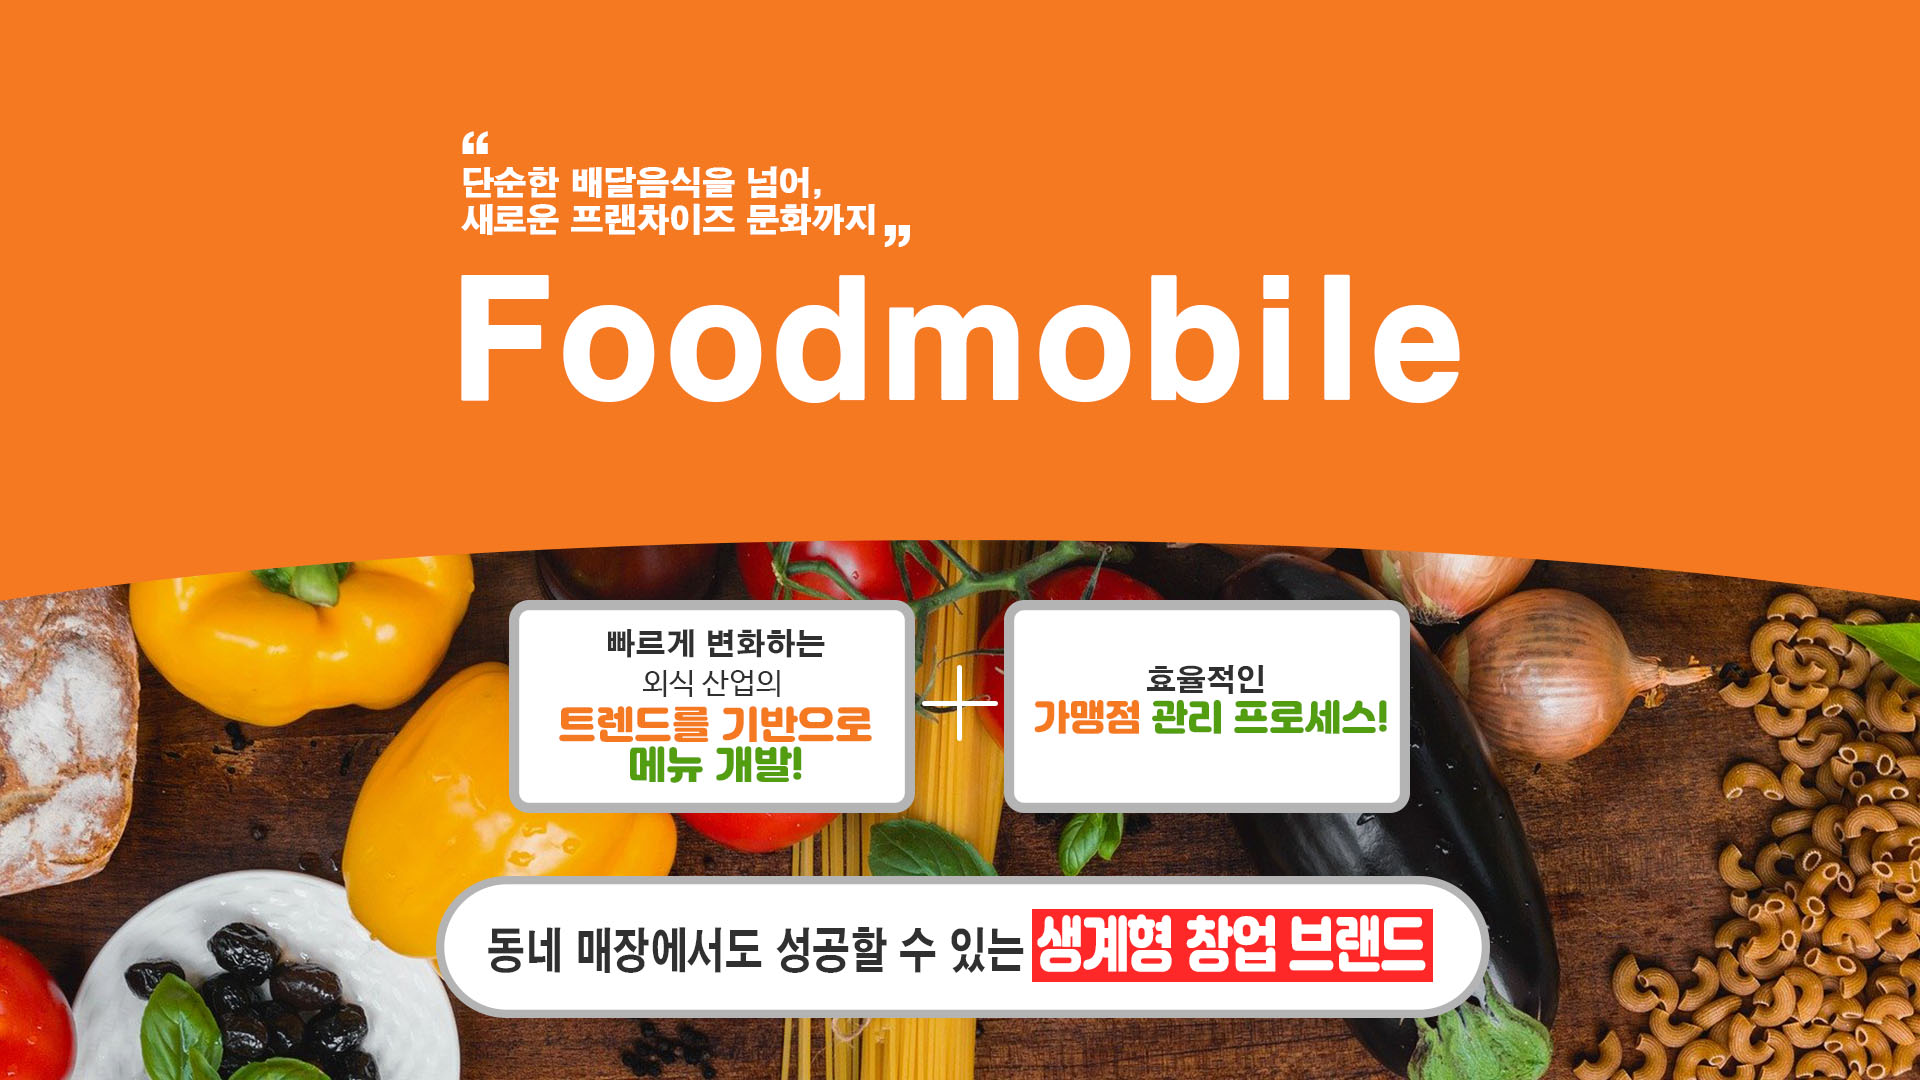 “
단순한 배달음식을 넘어,
새로운 프랜차이즈 문화까지 ”
Foodmobile
빠르게 변화하는
외식 산업의
트렌드를 기반으로
메뉴 개발!
+
효율적인
가맹점 관리 프로세스!
동네 매장에서도 성공할 수 있는 생계형 창업 브랜드